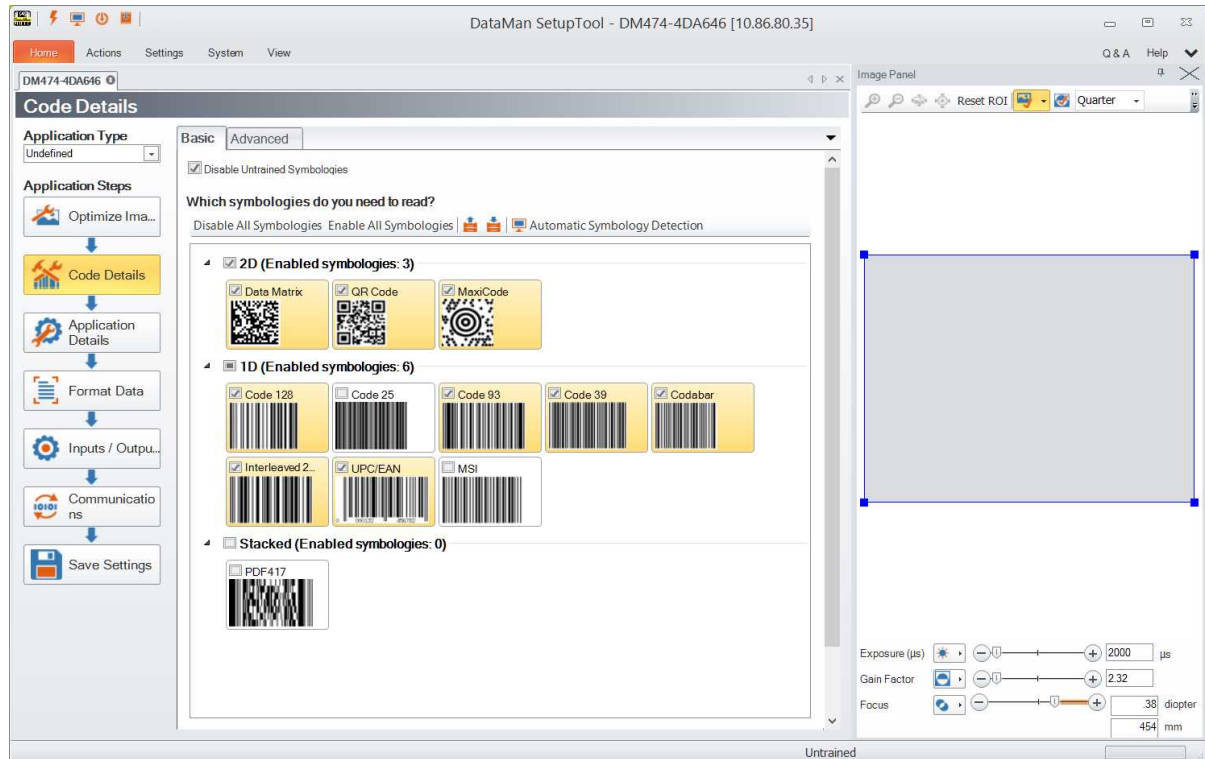 DataMan SetupTool - DM474-4DA646 [10.86.80.35]
Home Actions Settings System View Q & A Help
DM474-4DA646
Code Details
Application Type
Undefined
Application Steps
Optimize Ima...
Code Details
Application
Details
Format Data
Inputs / Outpu...
Communicatio
ns
Save Settings
Basic Advanced
Disable Untrained Symbologies
Which symbologies do you need to read?
Disable All Symbologies Enable All Symbologies Automatic Symbology Detection
2D (Enabled symbologies: 3)
Data Matrix QR Code MaxiCode
1D (Enabled symbologies: 6)
Code 128 Code 25 Code 93 Code 39 Codabar
Interleaved 2... UPC/EAN MSI
Stacked (Enabled symbologies: 0)
PDF417
Image Panel
Reset ROI Quarter
Exposure (µs) 2000 µs
Gain Factor 2.32
Focus .38 diopter
454 mm
Untrained